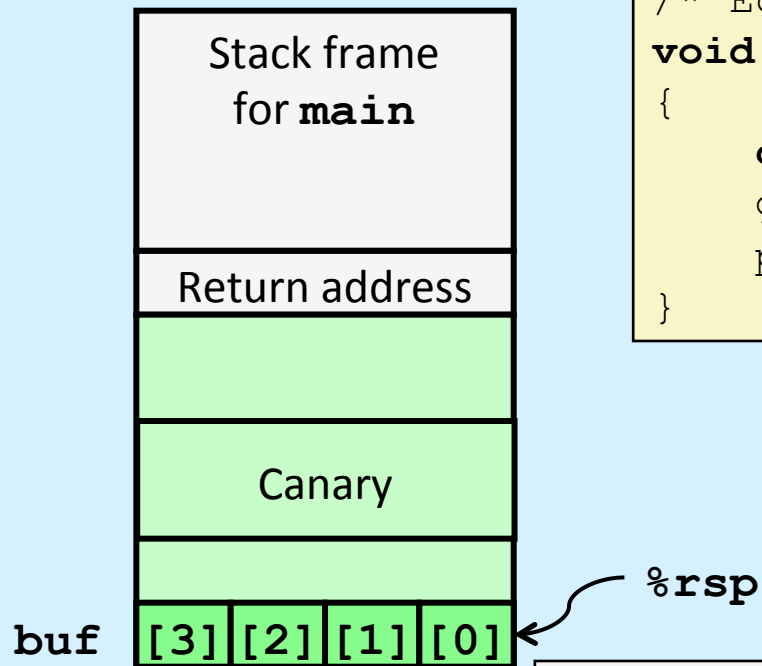 Stack frame
for main
Return address
Canary
buf [3] [2] [1] [0]
%rsp
void
{
}